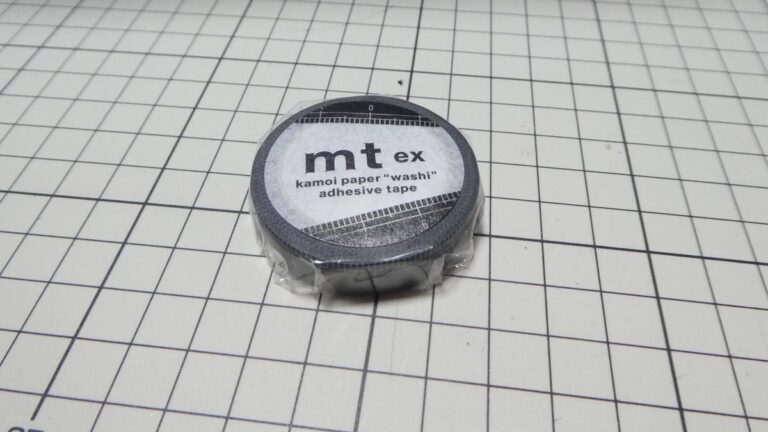 mt ex
kamoi paper "washi"
adhesive tape